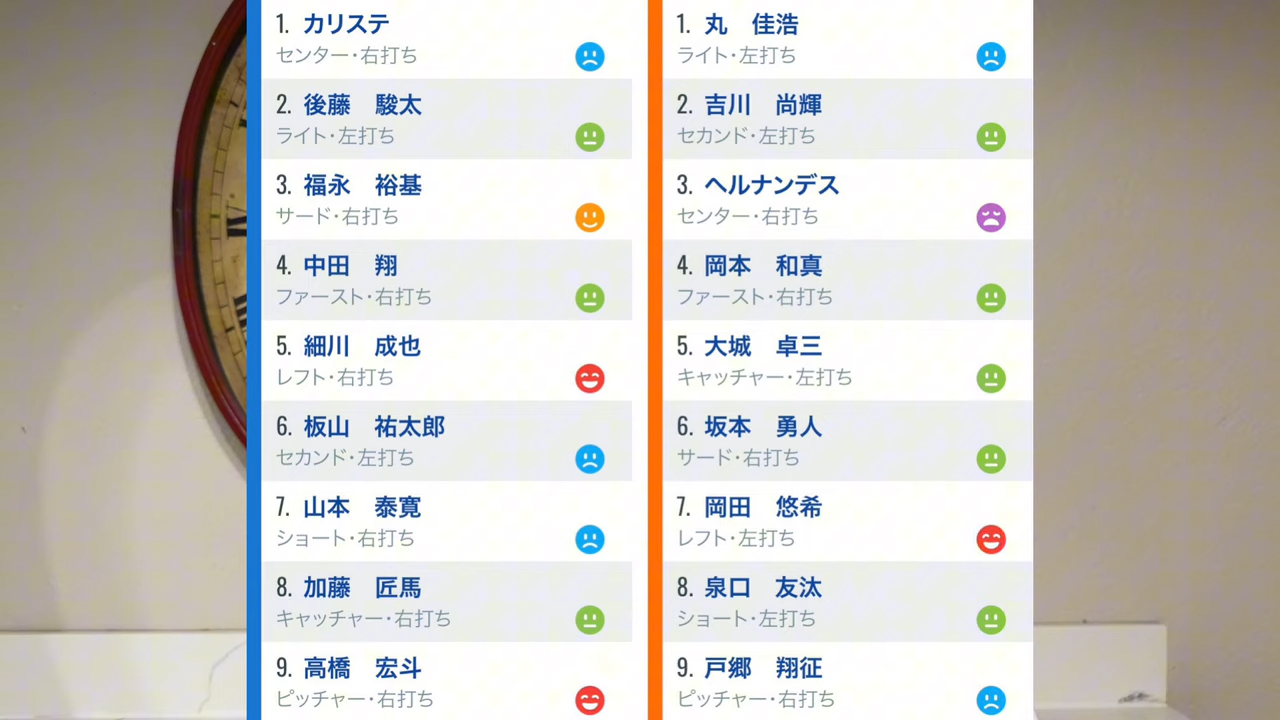 1. カリステ
センター・右打ち
2. 後藤　駿太
ライト・左打ち
3. 福永　裕基
サード・右打ち
4. 中田　翔
ファースト・右打ち
5. 細川　成也
レフト・右打ち
6. 板山　祐太郎
セカンド・左打ち
7. 山本　泰寛
ショート・右打ち
8. 加藤　匠馬
キャッチャー・右打ち
9. 高橋　宏斗
ピッチャー・右打ち
1. 丸　佳浩
ライト・左打ち
2. 吉川　尚輝
セカンド・左打ち
3. ヘルナンデス
センター・右打ち
4. 岡本　和真
ファースト・右打ち
5. 大城　卓三
キャッチャー・左打ち
6. 坂本　勇人
サード・右打ち
7. 岡田　悠希
レフト・左打ち
8. 泉口　友汰
ショート・左打ち
9. 戸郷　翔征
ピッチャー・右打ち